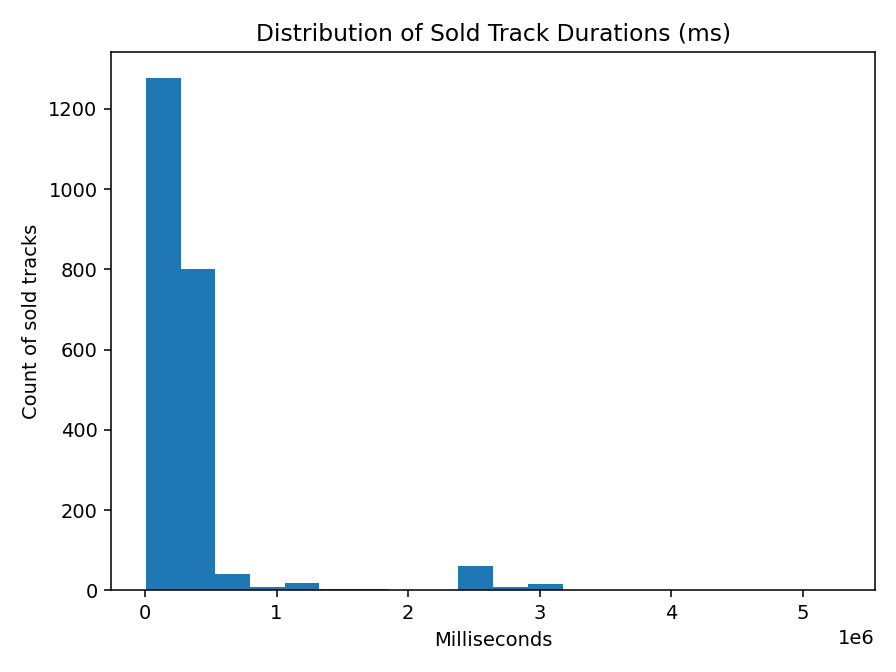 Distribution of Sold Track Durations (ms)
1200
1000
800
600
400
200
0
Count of sold tracks
0 1 2 3 4 5
1e6
Milliseconds